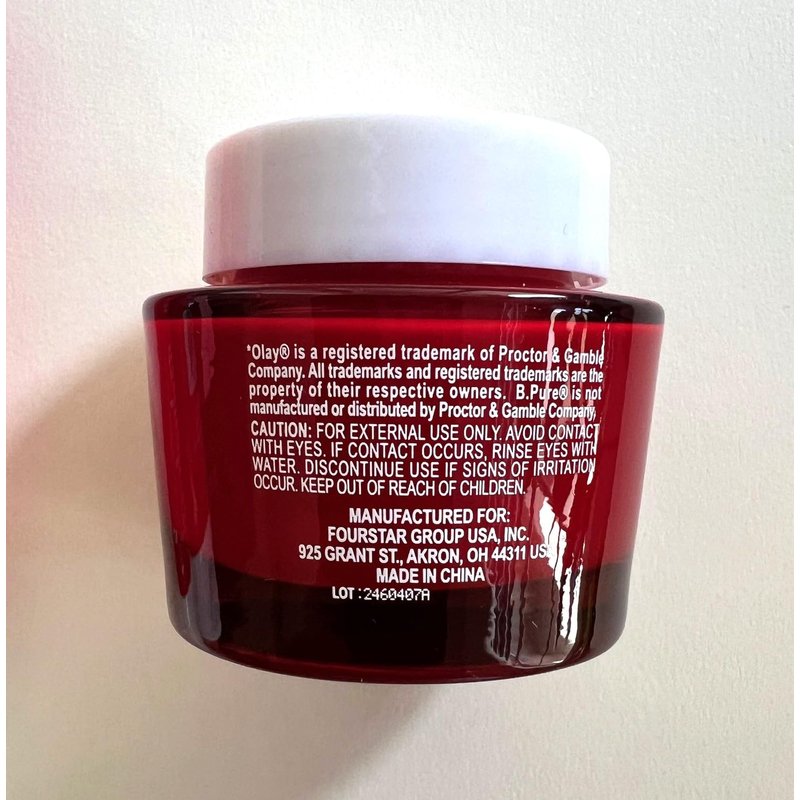 *Olay® is a registered trademark of Proctor & Gamble
Company. All trademarks and registered trademarks are the
property of their respective owners. B.Pure® is not
manufactured or distributed by Proctor & Gamble Company.
CAUTION: FOR EXTERNAL USE ONLY. AVOID CONTACT
WITH EYES. IF CONTACT OCCURS, RINSE EYES WITH
WATER. DISCONTINUE USE IF SIGNS OF IRRITATION
OCCUR. KEEP OUT OF REACH OF CHILDREN.
MANUFACTURED FOR:
FOURSTAR GROUP USA, INC.
925 GRANT ST., AKRON, OH 44311 USA
MADE IN CHINA
LOT : 2460407A